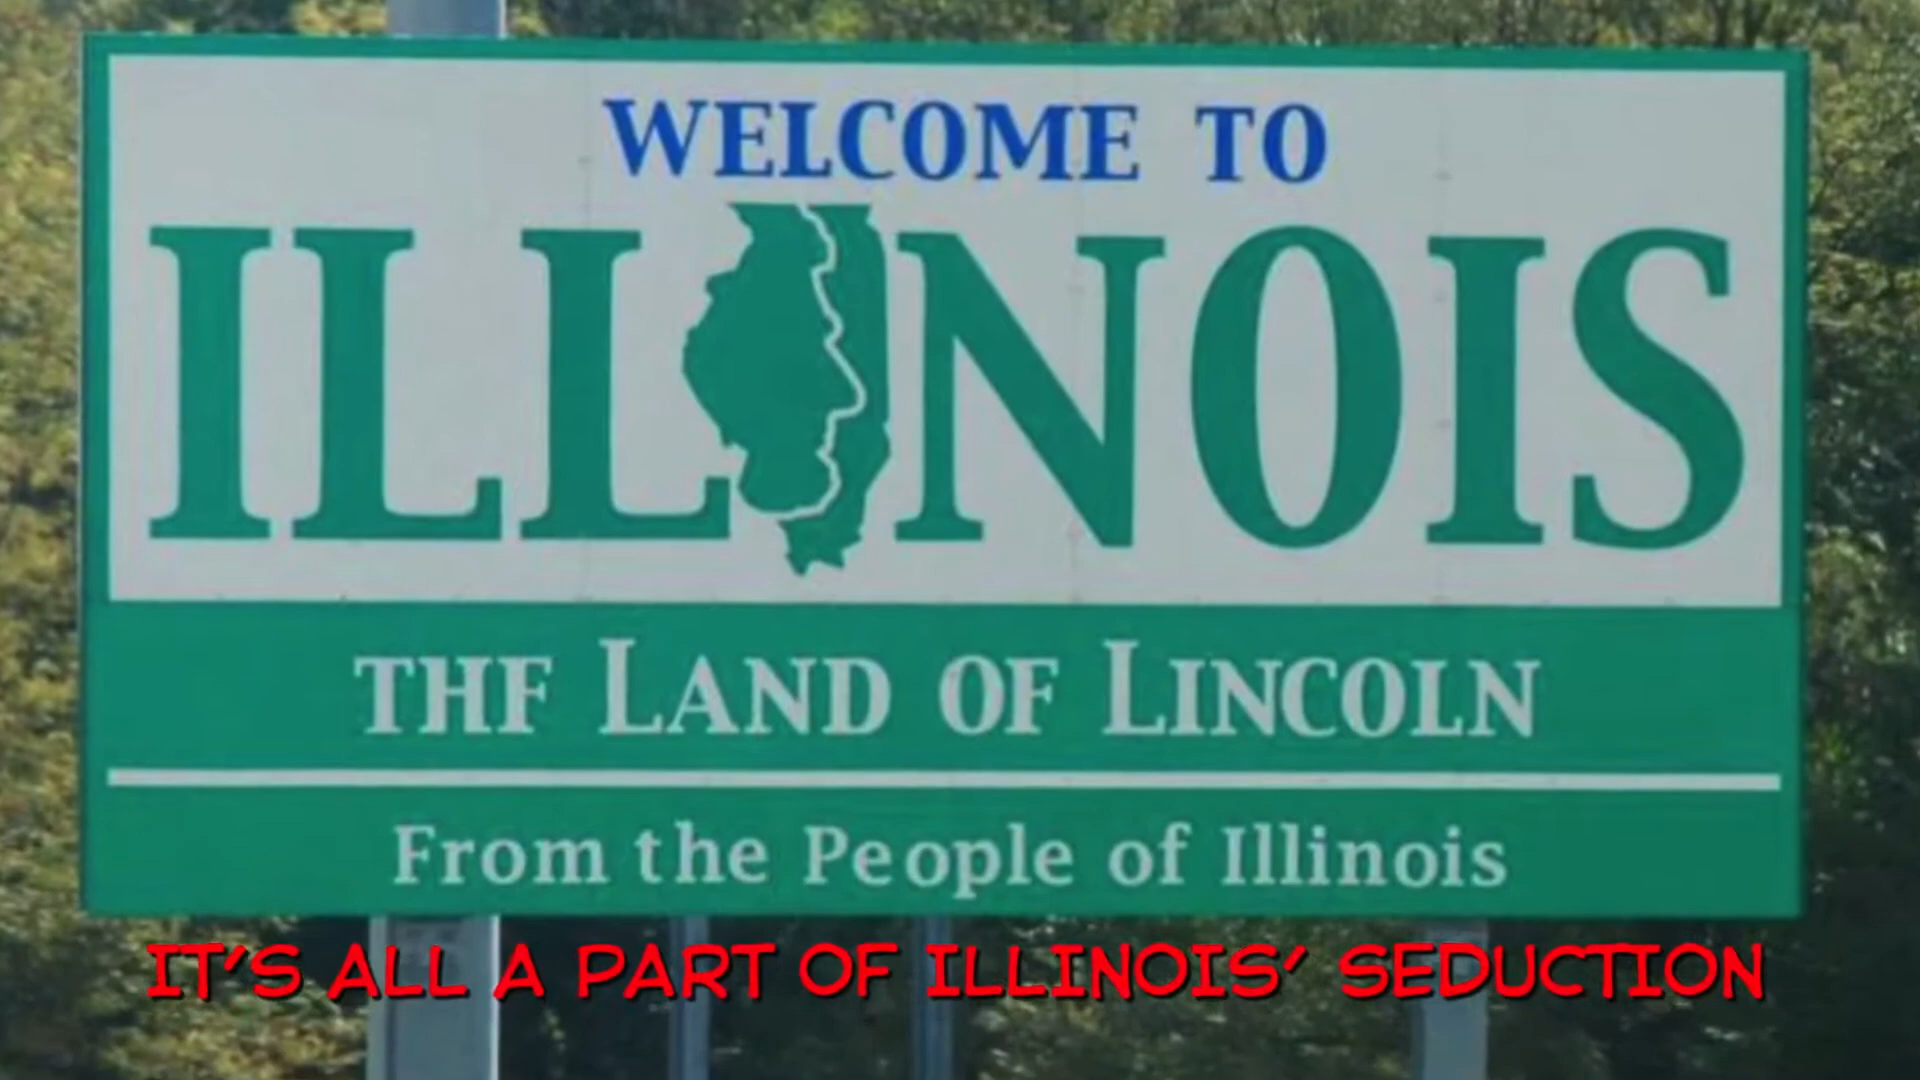 WELCOME TO
ILLINOIS
THF LAND OF LINCOLN
From the People of Illinois
IT'S ALL A PART OF ILLINOIS' SEDUCTION